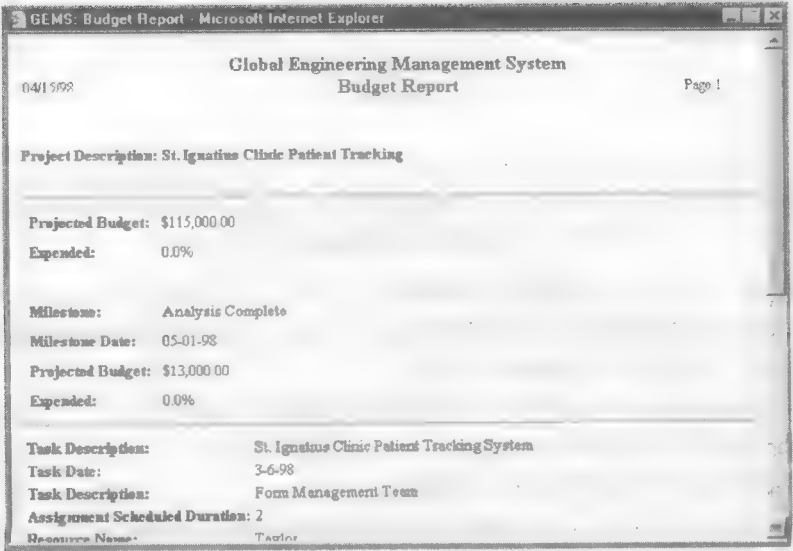 GEMS: Budget Report - Microsoft Internet Explorer
Global Engineering Management System
04/15/98 Budget Report Page 1
Project Description: St. Ignatius Clinic Patient Tracking
Projected Budget: $115,000.00
Expended: 0.0%
Milestone: Analysis Complete
Milestone Date: 05-01-98
Projected Budget: $13,000.00
Expended: 0.0%
Task Description: St. Ignatius Clinic Patient Tracking System
Task Date: 3-6-98
Task Description: Form Management Team
Assignment Scheduled Duration: 2
Resource Name: Taylor